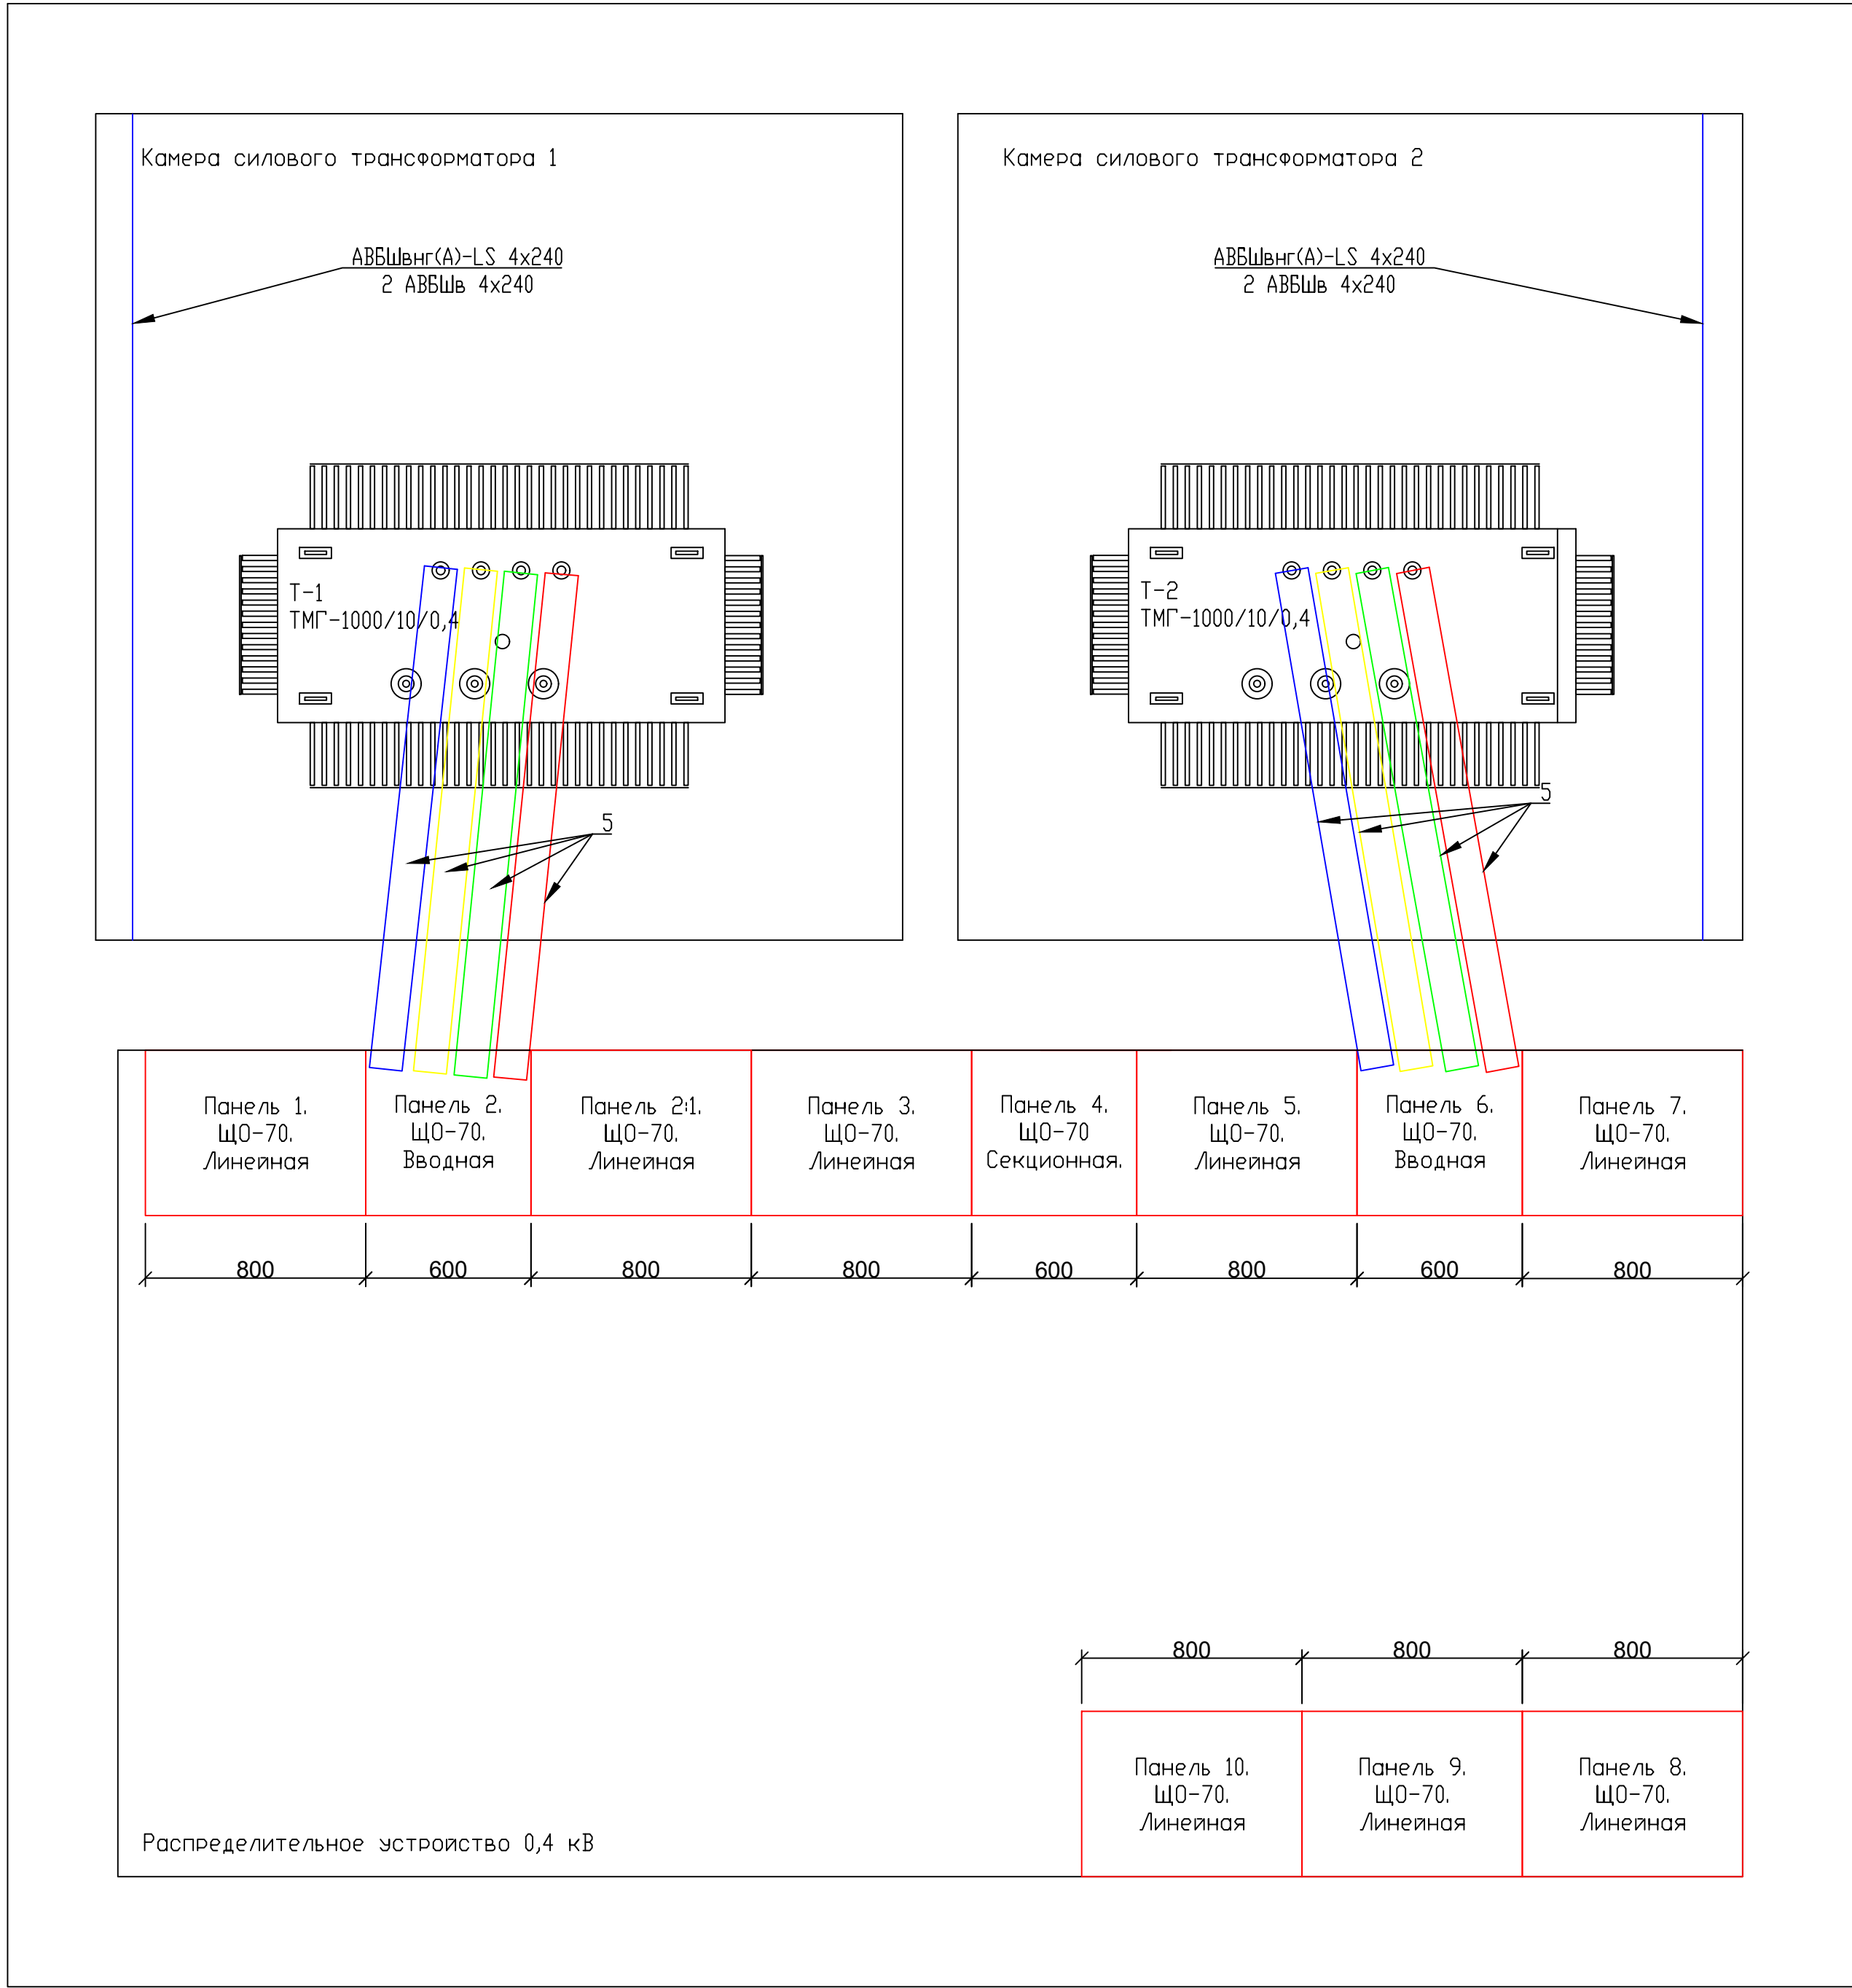 Камера силового трансформатора 1
Камера силового трансформатора 2
АВБШвнг(А)-LS 4х240
2 АВБШв 4х240
АВБШвнг(А)-LS 4х240
2 АВБШв 4х240
Т-1
ТМГ-1000/10/0,4
Т-2
ТМГ-1000/10/0,4
5
5
Панель 1.
ЩО-70.
Линейная
Панель 2.
ЩО-70.
Вводная
Панель 2.1.
ЩО-70.
Линейная
Панель 3.
ЩО-70.
Линейная
Панель 4.
ЩО-70
Секционная.
Панель 5.
ЩО-70.
Линейная
Панель 6.
ЩО-70.
Вводная
Панель 7.
ЩО-70.
Линейная
800
600
800
800
600
800
600
800
800
800
800
Панель 10.
ЩО-70.
Линейная
Панель 9.
ЩО-70.
Линейная
Панель 8.
ЩО-70.
Линейная
Распределительное устройство 0,4 кВ